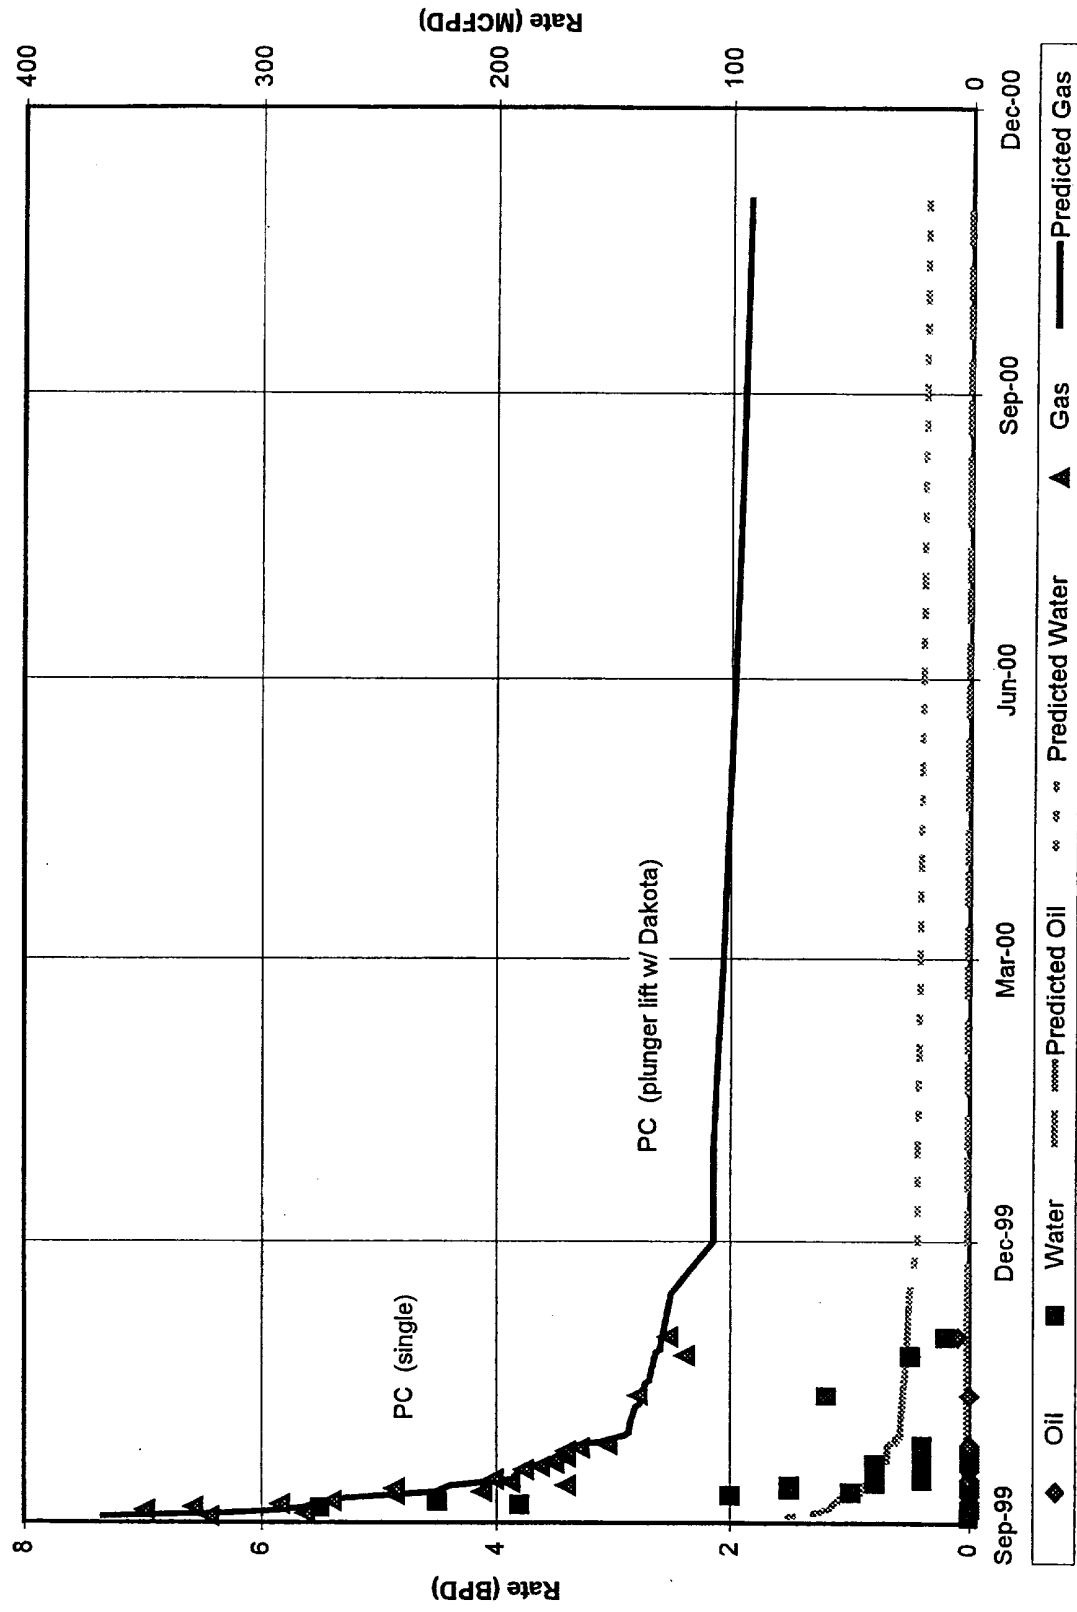 Rate (MCFPD)
400
300
200
100
0
PC (single)
PC (plunger lift w/ Dakota)
8
6
4
2
0
Rate (BPD)
Sep-99
Dec-99
Mar-00
Jun-00
Sep-00
Dec-00
Oil
Water
Predicted Oil
Predicted Water
Gas
Predicted Gas